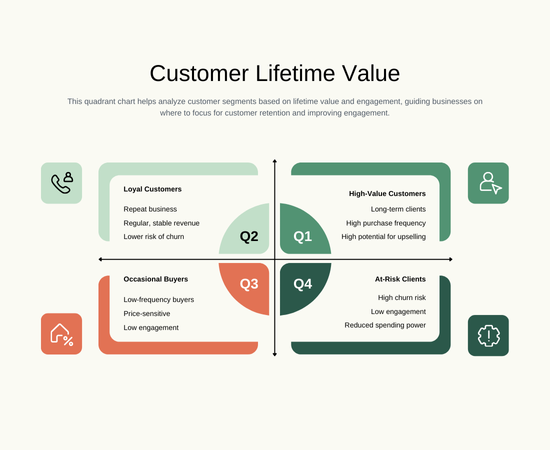 Customer Lifetime Value
This quadrant chart helps analyze customer segments based on lifetime value and engagement, guiding businesses on
where to focus for customer retention and improving engagement.
Loyal Customers
Repeat business
Regular, stable revenue
Lower risk of churn
Q2
High-Value Customers
Long-term clients
High purchase frequency
High potential for upselling
Q1
Occasional Buyers
Low-frequency buyers
Price-sensitive
Low engagement
Q3
At-Risk Clients
High churn risk
Low engagement
Reduced spending power
Q4